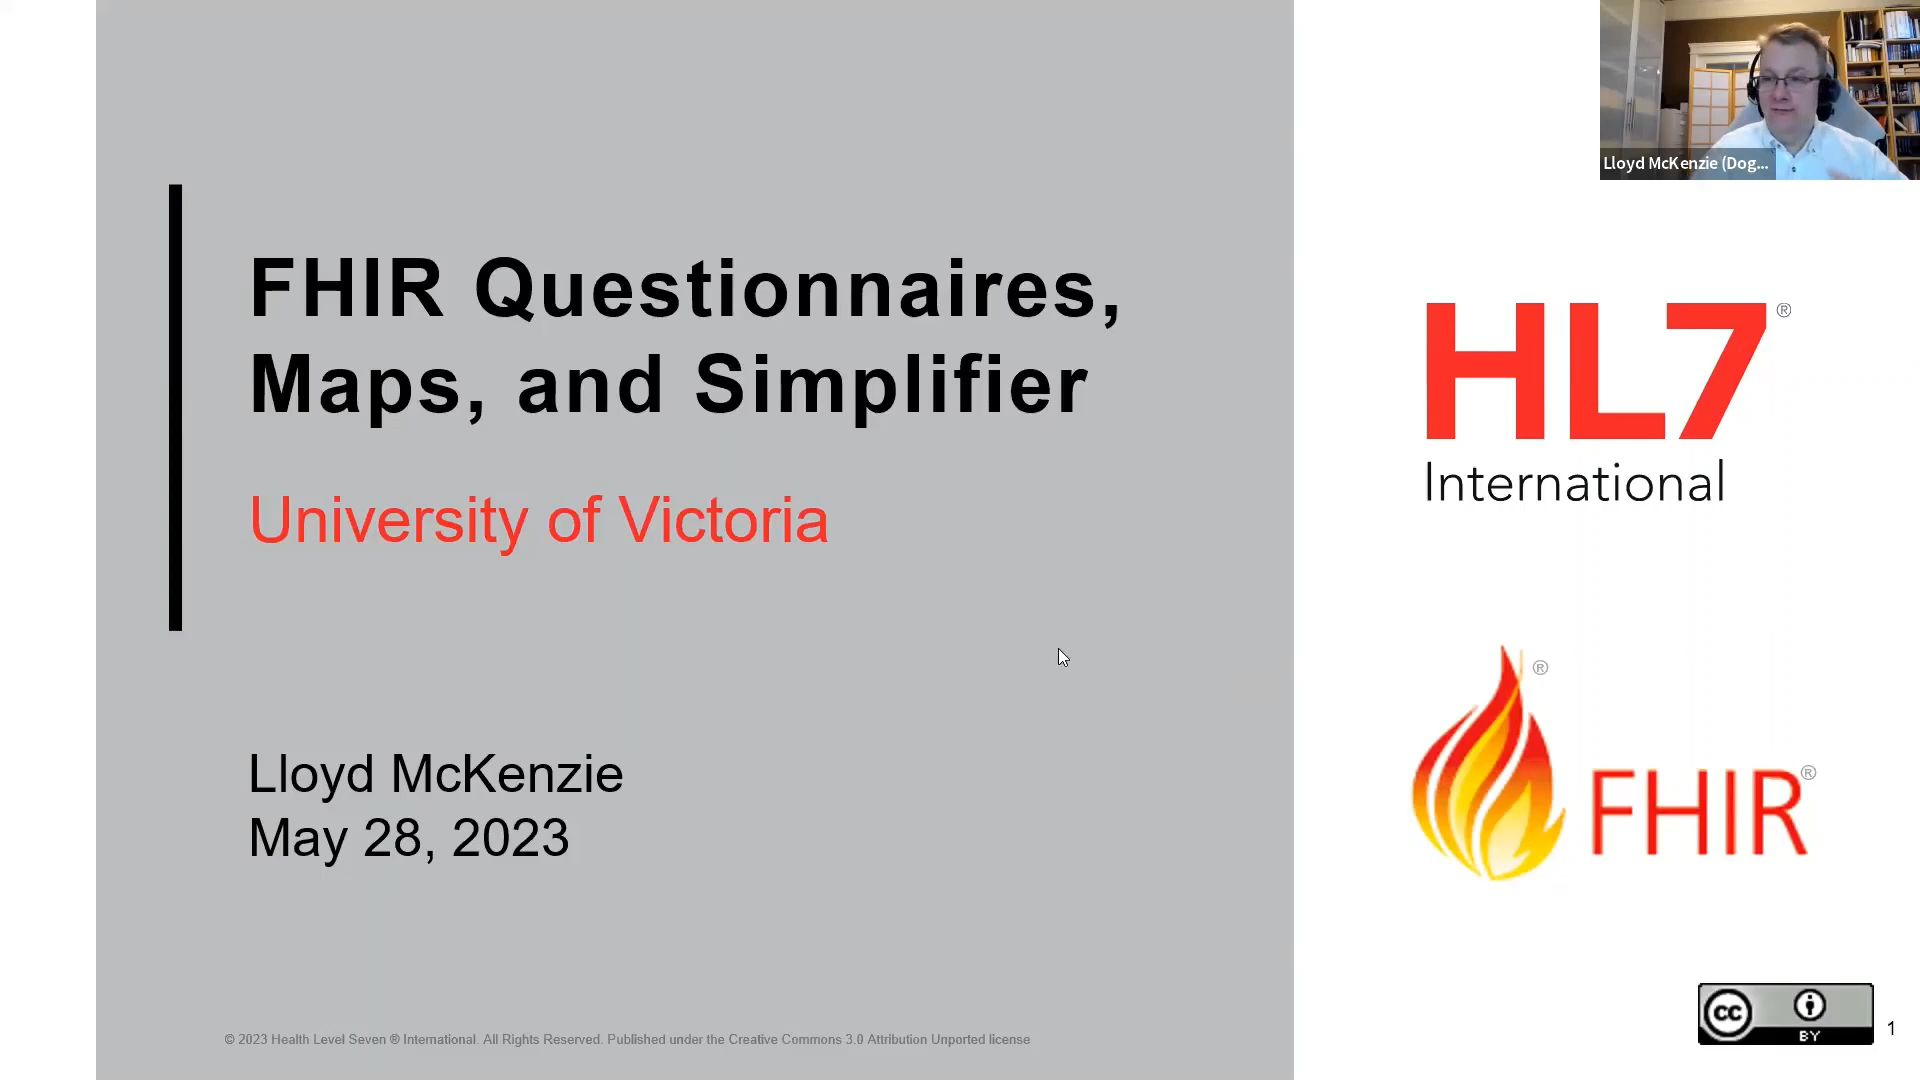 FHIR Questionnaires,
Maps, and Simplifier
University of Victoria
Lloyd McKenzie
May 28, 2023
© 2023 Health Level Seven ® International. All Rights Reserved. Published under the Creative Commons 3.0 Attribution Unported license
Lloyd McKenzie (Dog...
HL7®
International
®
FHIR®
cc
BY
1